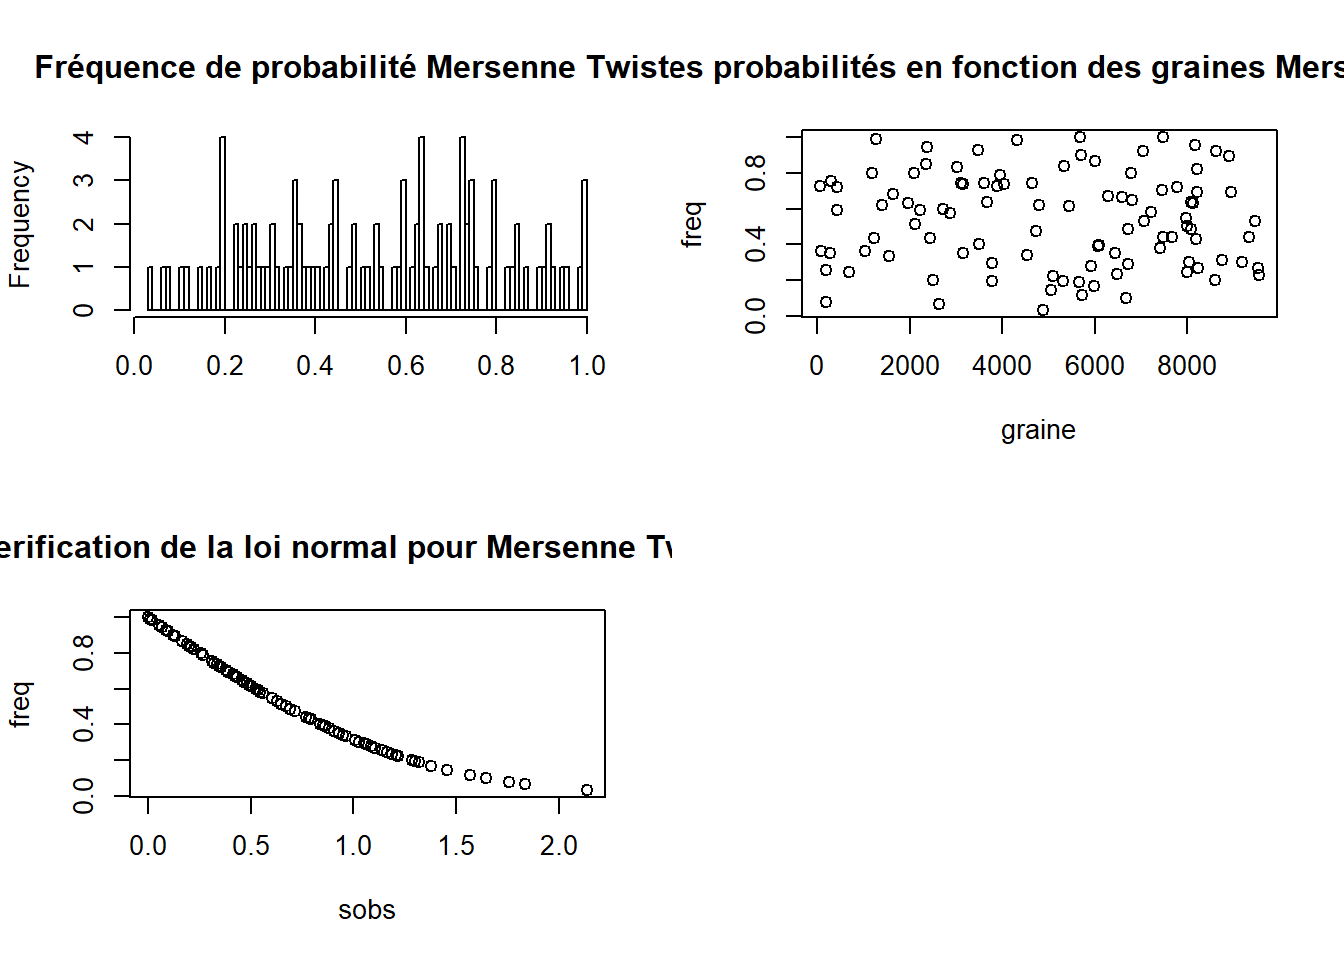 Fréquence de probabilité Mersenne Twistes probabilités en fonction des graines Mers
Frequency
0 1 2 3 4
0.0 0.2 0.4 0.6 0.8 1.0
freq
0.0 0.4 0.8
0 2000 4000 6000 8000
graine
erification de la loi normal pour Mersenne Tw
freq
0.0 0.4 0.8
0.0 0.5 1.0 1.5 2.0
sobs